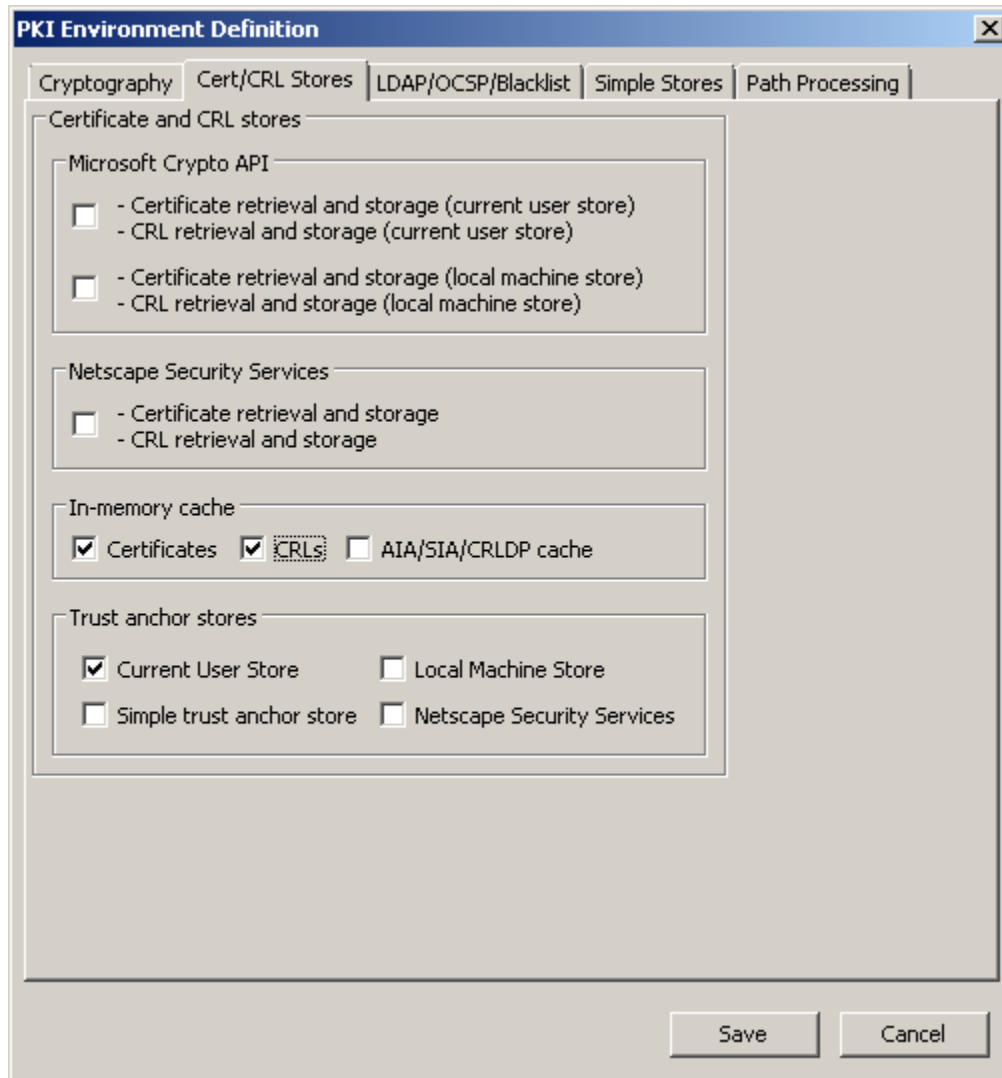 PKI Environment Definition
Cryptography Cert/CRL Stores LDAP/OCSP/Blacklist Simple Stores Path Processing
Certificate and CRL stores
Microsoft Crypto API
- Certificate retrieval and storage (current user store)
- CRL retrieval and storage (current user store)
- Certificate retrieval and storage (local machine store)
- CRL retrieval and storage (local machine store)
Netscape Security Services
- Certificate retrieval and storage
- CRL retrieval and storage
In-memory cache
Certificates CRLs AIA/SIA/CRLDP cache
Trust anchor stores
Current User Store Local Machine Store
Simple trust anchor store Netscape Security Services
Save Cancel